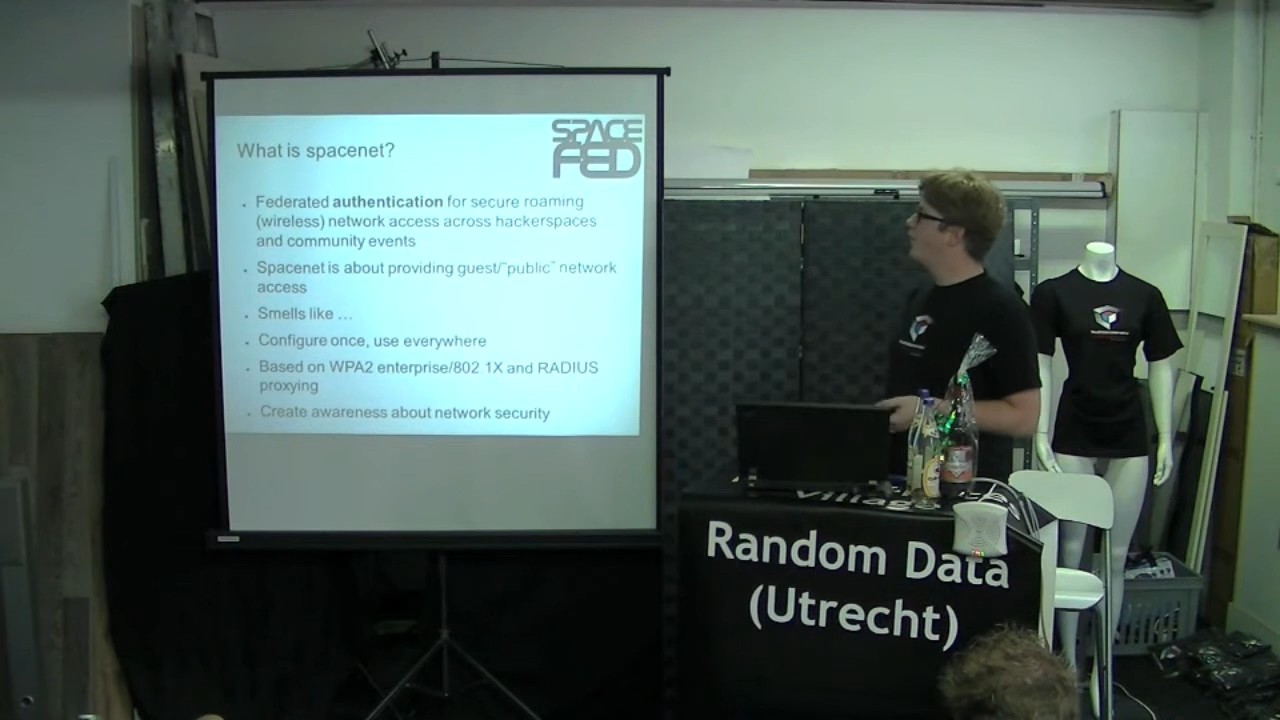 What is spacenet?
SPACE
FED
Federated authentication for secure roaming
(wireless) network access across hackerspaces
and community events
Spacenet is about providing guest/"public" network
access
Smells like …
Configure once, use everywhere
Based on WPA2 enterprise/802 1X and RADIUS
proxying
Create awareness about network security
Village
Random Data
(Utrecht)